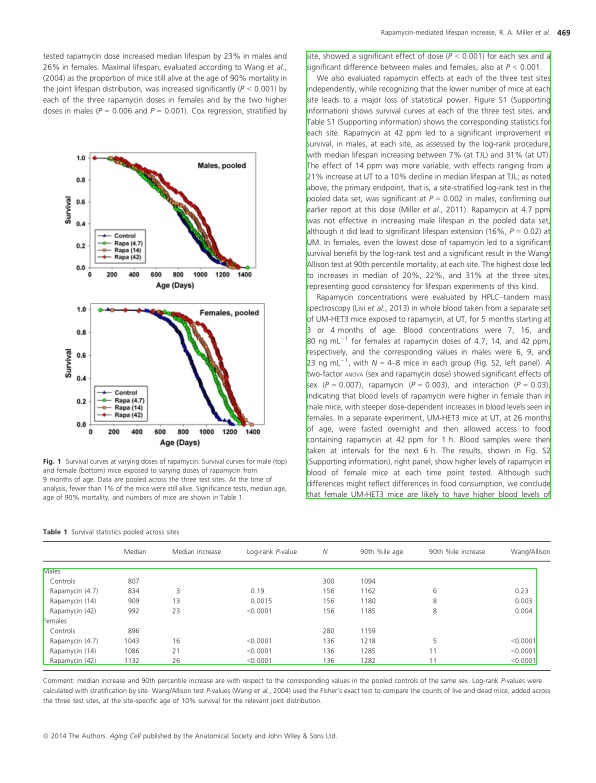 Rapamycin-mediated lifespan increase, R. A. Miller et al. 469
tested rapamycin dose increased median lifespan by 23% in males and
26% in females. Maximal lifespan, evaluated according to Wang et al.,
(2004) as the proportion of mice still alive at the age of 90% mortality in
the joint lifespan distribution, was increased significantly (P < 0.001) by
each of the three rapamycin doses in females and by the two higher
doses in males (P = 0.006 and P = 0.001). Cox regression, stratified by
1.0
0.8
0.6
0.4
0.2
0.0
Survival
Males, pooled
Control
Rapa (4.7)
Rapa (14)
Rapa (42)
0 200 400 600 800 1000 1200 1400
Age (Days)
1.0
0.8
0.6
0.4
0.2
0.0
Survival
Females, pooled
Control
Rapa (4.7)
Rapa (14)
Rapa (42)
0 200 400 600 800 1000 1200 1400
Age (Days)
Fig. 1 Survival curves at varying doses of rapamycin. Survival curves for male (top)
and female (bottom) mice exposed to varying doses of rapamycin from
9 months of age. Data are pooled across the three test sites. At the time of
analysis, fewer than 1% of the mice were still alive. Significance tests, median age,
age of 90% mortality, and numbers of mice are shown in Table 1.
site, showed a significant effect of dose (P < 0.001) for each sex and a
significant difference between males and females, also at P < 0.001.
We also evaluated rapamycin effects at each of the three test sites
independently, while recognizing that the lower number of mice at each
site leads to a major loss of statistical power. Figure S1 (Supporting
information) shows survival curves at each of the three test sites, and
Table S1 (Supporting information) shows the corresponding statistics for
each site. Rapamycin at 42 ppm led to a significant improvement in
survival, in males, at each site, as assessed by the log-rank procedure,
with median lifespan increasing between 7% (at TJL) and 31% (at UT).
The effect of 14 ppm was more variable, with effects ranging from a
21% increase at UT to a 10% decline in median lifespan at TJL; as noted
above, the primary endpoint, that is, a site-stratified log-rank test in the
pooled data set, was significant at P = 0.002 in males, confirming our
earlier report at this dose (Miller et al., 2011). Rapamycin at 4.7 ppm
was not effective in increasing male lifespan in the pooled data set,
although it did lead to significant lifespan extension (16%, P = 0.02) at
UM. In females, even the lowest dose of rapamycin led to a significant
survival benefit by the log-rank test and a significant result in the Wang/
Allison test at 90th percentile mortality, at each site. The highest dose led
to increases in median of 20%, 22%, and 31% at the three sites,
representing good consistency for lifespan experiments of this kind.
Rapamycin concentrations were evaluated by HPLC–tandem mass
spectroscopy (Livi et al., 2013) in whole blood taken from a separate set
of UM-HET3 mice exposed to rapamycin, at UT, for 5 months starting at
3 or 4 months of age. Blood concentrations were 7, 16, and
80 ng mL−1 for females at rapamycin doses of 4.7, 14, and 42 ppm,
respectively, and the corresponding values in males were 6, 9, and
23 ng mL−1, with N = 4–8 mice in each group (Fig. S2, left panel). A
two-factor ANOVA (sex and rapamycin dose) showed significant effects of
sex (P = 0.007), rapamycin (P = 0.003), and interaction (P = 0.03),
indicating that blood levels of rapamycin were higher in female than in
male mice, with steeper dose-dependent increases in blood levels seen in
females. In a separate experiment, UM-HET3 mice at UT, at 26 months
of age, were fasted overnight and then allowed access to food
containing rapamycin at 42 ppm for 1 h. Blood samples were then
taken at intervals for the next 6 h. The results, shown in Fig. S2
(Supporting information), right panel, show higher levels of rapamycin in
blood of female mice at each time point tested. Although such
differences might reflect differences in food consumption, we conclude
that female UM-HET3 mice are likely to have higher blood levels of
Table 1 Survival statistics pooled across sites
Median Median increase Log-rank P-value N 90th %ile age 90th %ile increase Wang/Allison
Males
Controls 807 300 1094
Rapamycin (4.7) 834 3 0.19 156 1162 6 0.23
Rapamycin (14) 909 13 0.0015 156 1180 8 0.003
Rapamycin (42) 992 23 <0.0001 156 1185 8 0.004
Females
Controls 896 280 1159
Rapamycin (4.7) 1043 16 <0.0001 136 1218 5 <0.0001
Rapamycin (14) 1086 21 <0.0001 136 1285 11 <0.0001
Rapamycin (42) 1132 26 <0.0001 136 1282 11 <0.0001
Comment: median increase and 90th percentile increase are with respect to the corresponding values in the pooled controls of the same sex. Log-rank P-values were
calculated with stratification by site. Wang/Allison test P-values (Wang et al., 2004) used the Fisher's exact test to compare the counts of live and dead mice, added across
the three test sites, at the site-specific age of 10% survival for the relevant joint distribution.
© 2014 The Authors. Aging Cell published by the Anatomical Society and John Wiley & Sons Ltd.